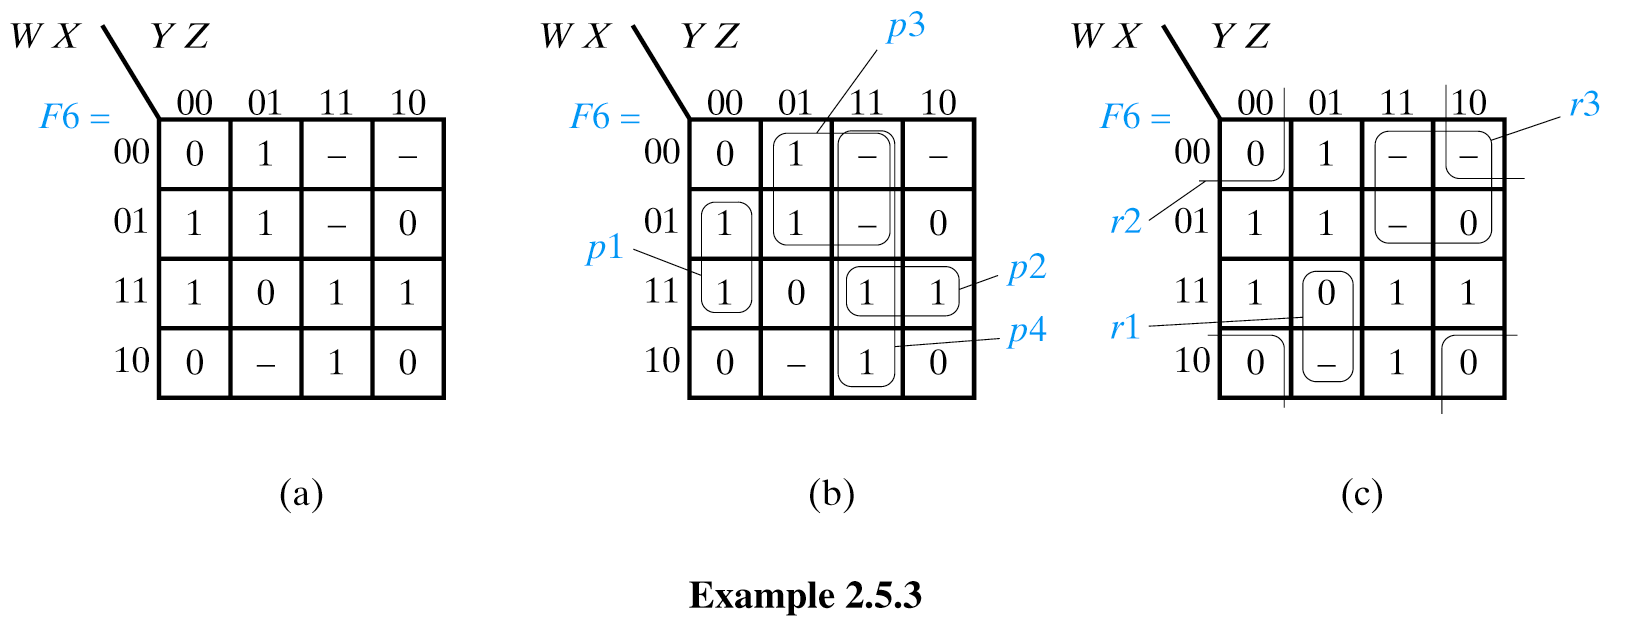 W X Y Z W X Y Z p3 W X Y Z
F6 = 00 01 11 10 F6 = 00 01 11 10 F6 = 00 01 11 10 r3
00 0 1 – – 00 0 1 – – 00 0 1 – –
01 1 1 – 0 p1 01 1 1 – 0 r2 01 1 1 – 0
11 1 0 1 1 11 1 0 1 1 p2 r1 11 1 0 1 1
10 0 – 1 0 10 0 – 1 0 p4 10 0 – 1 0
(a) (b) (c)
Example 2.5.3